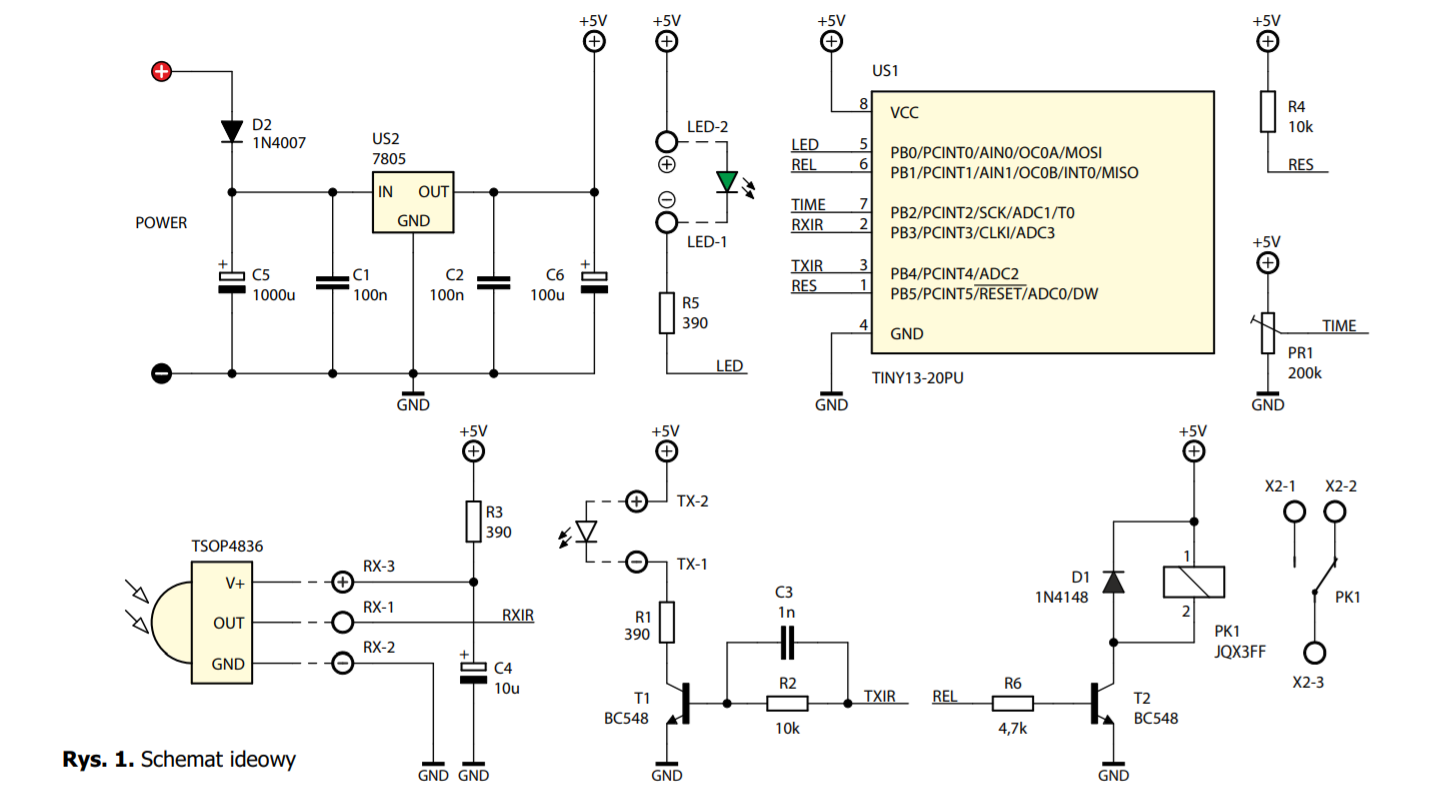 +5V
+5V
+5V
+5V
US1
D2
1N4007
US2
7805
IN OUT
GND
POWER
+
C5
1000u
C1
100n
C2
100n
+
C6
100u
GND
LED-2
LED-1
R5
390
LED
8 VCC
LED 5 PB0/PCINT0/AIN0/OC0A/MOSI
REL 6 PB1/PCINT1/AIN1/OC0B/INT0/MISO
TIME 7 PB2/PCINT2/SCK/ADC1/T0
RXIR 2 PB3/PCINT3/CLKI/ADC3
TXIR 3 PB4/PCINT4/ADC2
RES 1 PB5/PCINT5/RESET/ADC0/DW
4 GND
TINY13-20PU
GND
R4
10k
RES
+5V
TIME
PR1
200k
GND
+5V
R3
390
TSOP4836
V+
OUT
GND
RX-3
RX-1
RX-2
RXIR
+
C4
10u
GND GND
+5V
TX-2
TX-1
R1
390
C3
1n
R2
10k
TXIR
T1
BC548
GND
+5V
D1
1N4148
1
2
PK1
JQX3FF
REL
R6
4,7k
T2
BC548
GND
X2-1 X2-2
PK1
X2-3
Rys. 1. Schemat ideowy